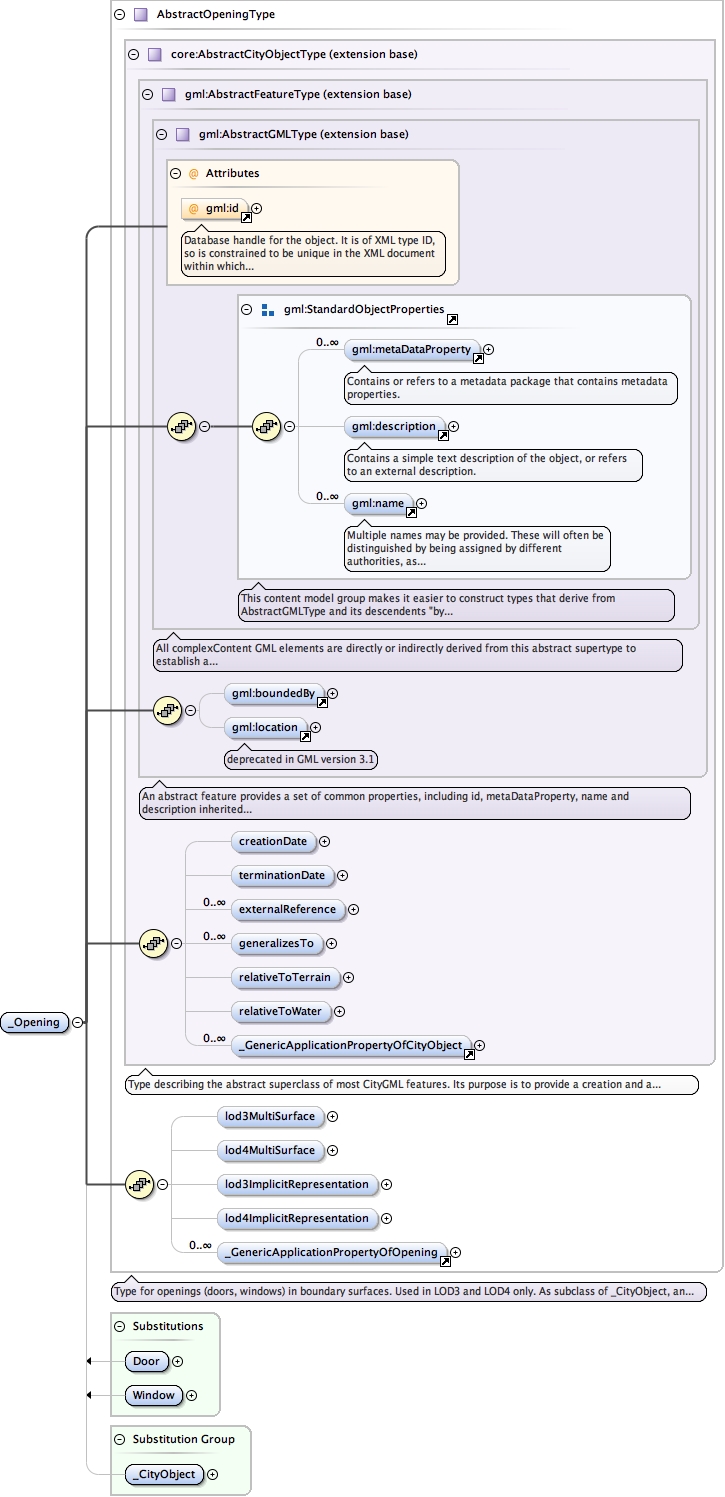 AbstractOpeningType
core:AbstractCityObjectType (extension base)
gml:AbstractFeatureType (extension base)
gml:AbstractGMLType (extension base)
@ Attributes
@ gml:id
Database handle for the object. It is of XML type ID,
so is constrained to be unique in the XML document
within which...
gml:StandardObjectProperties
0..∞
gml:metaDataProperty
Contains or refers to a metadata package that contains metadata
properties.
gml:description
Contains a simple text description of the object, or refers
to an external description.
0..∞
gml:name
Multiple names may be provided. These will often be
distinguished by being assigned by different
authorities, as...
This content model group makes it easier to construct types that derive from
AbstractGMLType and its descendents "by...
All complexContent GML elements are directly or indirectly derived from this abstract supertype to
establish a...
gml:boundedBy
gml:location
deprecated in GML version 3.1
An abstract feature provides a set of common properties, including id, metaDataProperty, name and
description inherited...
creationDate
terminationDate
0..∞
externalReference
0..∞
generalizesTo
relativeToTerrain
relativeToWater
0..∞
_GenericApplicationPropertyOfCityObject
_Opening
Type describing the abstract superclass of most CityGML features. Its purpose is to provide a creation and a...
lod3MultiSurface
lod4MultiSurface
lod3ImplicitRepresentation
lod4ImplicitRepresentation
0..∞
_GenericApplicationPropertyOfOpening
Type for openings (doors, windows) in boundary surfaces. Used in LOD3 and LOD4 only. As subclass of _CityObject, an...
Substitutions
Door
Window
Substitution Group
_CityObject